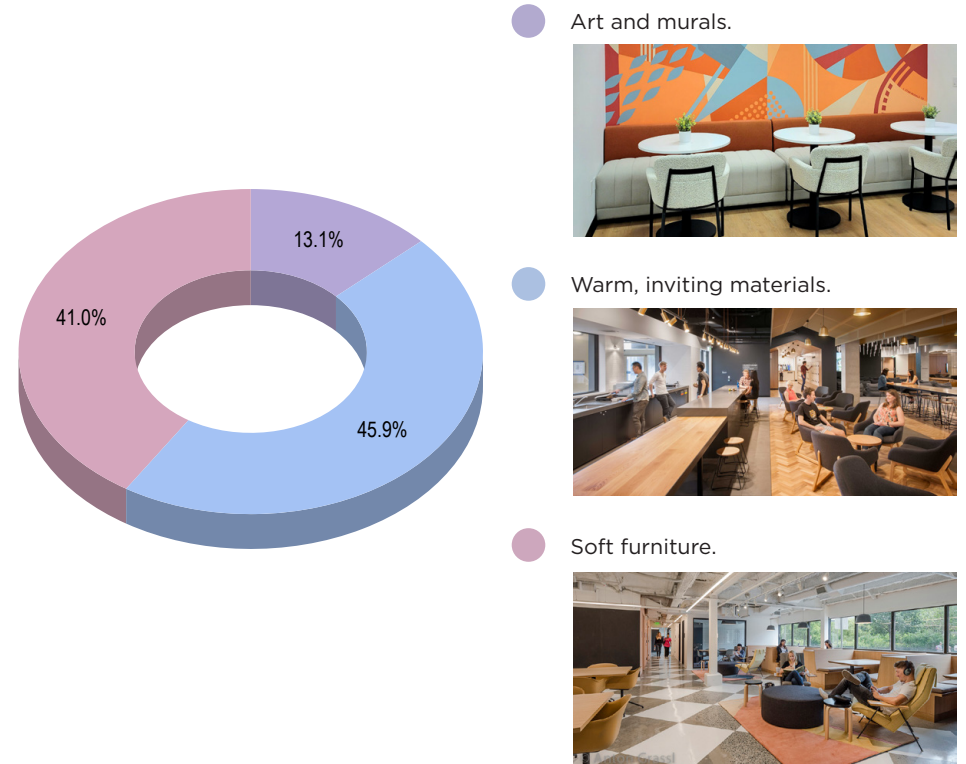 Art and murals.
13.1%
41.0%
45.9%
Warm, inviting materials.
Soft furniture.